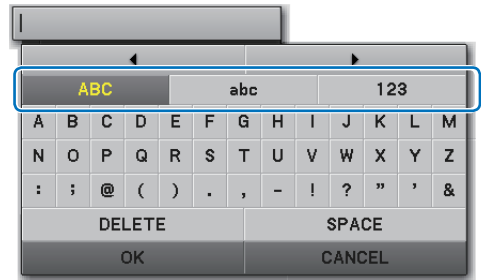 ABC abc 123
A B C D E F G H I J K L M
N O P Q R S T U V W X Y Z
: ; @ ( ) . , - ! ? ” ’ &
DELETE SPACE
OK CANCEL